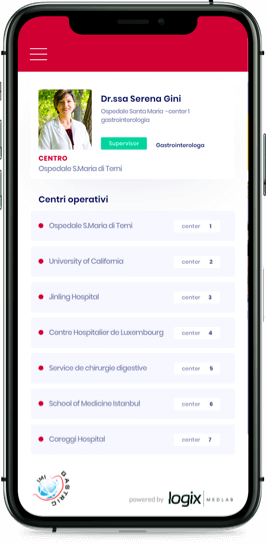 Dr.ssa Serena Gini
Ospedale Santa Maria - center 1
gastrointerologia
Supervisor
Gastrointerologa
CENTRO
Ospedale S.Maria di Terni
Centri operativi
Ospedale S.Maria di Terni
center 1
University of California
center 2
Jinling Hospital
center 3
Centre Hospitalier de Luxembourg
center 4
Service de chirurgie digestive
center 5
School of Medicine Istanbul
center 6
Careggi Hospital
center 7
GASTRIC
powered by logix MEDLAB